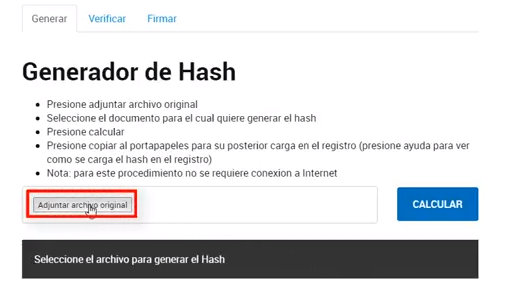 Generar Verificar Firmar
Generador de Hash
Presione adjuntar archivo original
Seleccione el documento para el cual quiere generar el hash
Presione calcular
Presione copiar al portapapeles para su posterior carga en el registro (presione ayuda para ver
como se carga el hash en el registro)
Nota: para este procedimiento no se requiere conexion a Internet
Adjuntar archivo original CALCULAR
Seleccione el archivo para generar el Hash